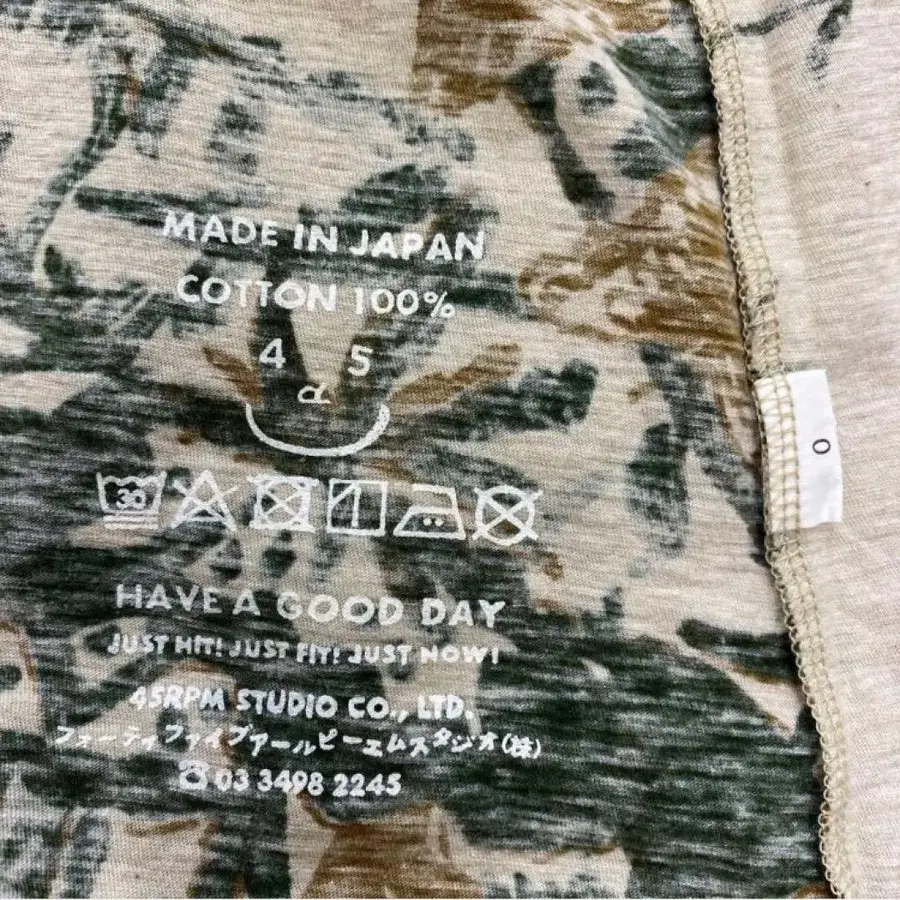 MADE IN JAPAN
COTTON 100%
4 5
R
30
HAVE A GOOD DAY
JUST HIT! JUST FIT! JUST NOW!
45RPM STUDIO CO., LTD.
フォーティファイブアールピーエムスタジオ(株)
☎ 03 3498 2245
0